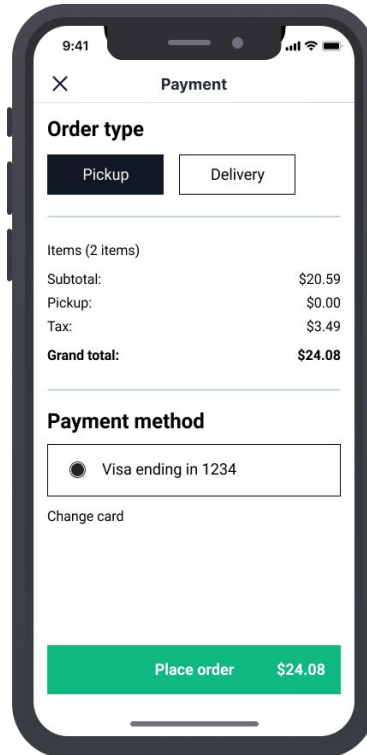 9:41
Payment
Order type
Pickup Delivery
Items (2 items)
Subtotal: $20.59
Pickup: $0.00
Tax: $3.49
Grand total: $24.08
Payment method
Visa ending in 1234
Change card
Place order $24.08